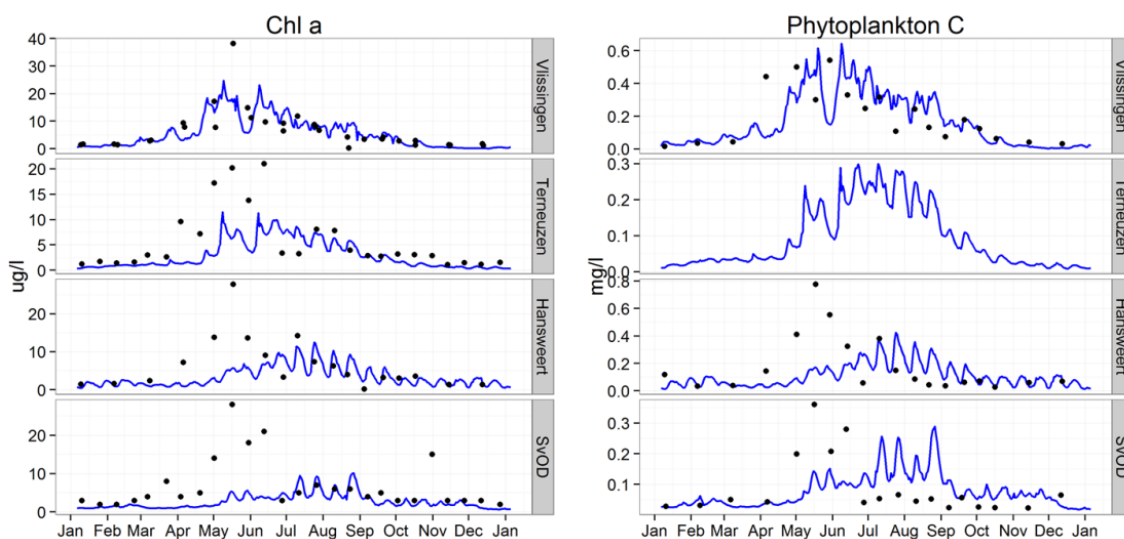 Chl a
Phytoplankton C
40
30
20
10
0
Vlissingen
20
15
10
5
0
Terneuzen
20
10
0
Hansweert
20
10
0
SvOD
ug/l
Jan Feb Mar Apr May Jun Jul Aug Sep Oct Nov Dec Jan
0.6
0.4
0.2
0.0
Vlissingen
0.3
0.2
0.1
0.0
Terneuzen
0.8
0.6
0.4
0.2
0.0
Hansweert
0.3
0.2
0.1
SvOD
mg/l
Jan Feb Mar Apr May Jun Jul Aug Sep Oct Nov Dec Jan